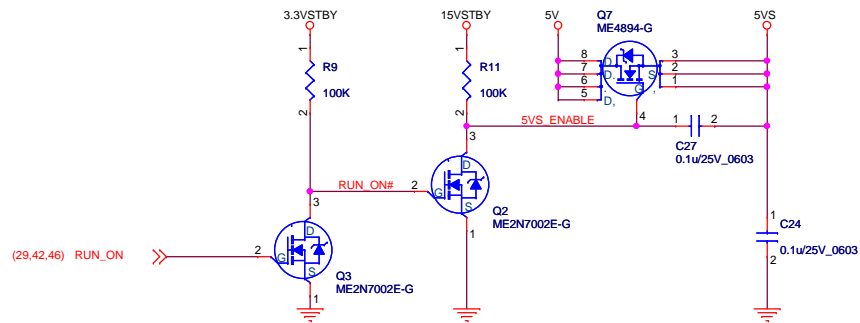 3.3VSTBY
15VSTBY
5V
Q7
ME4894-G
5VS
1
R9
100K
2
1
R11
100K
2
8
7
6
5
D
D
D
S
G
3
2
1
4
5VS_ENABLE
1
2
C27
0.1u/25V_0603
3
D
RUN_ON#
2
G
S
1
Q2
ME2N7002E-G
3
D
(29,42,46)
RUN_ON
2
G
S
1
Q3
ME2N7002E-G
1
C24
0.1u/25V_0603
2